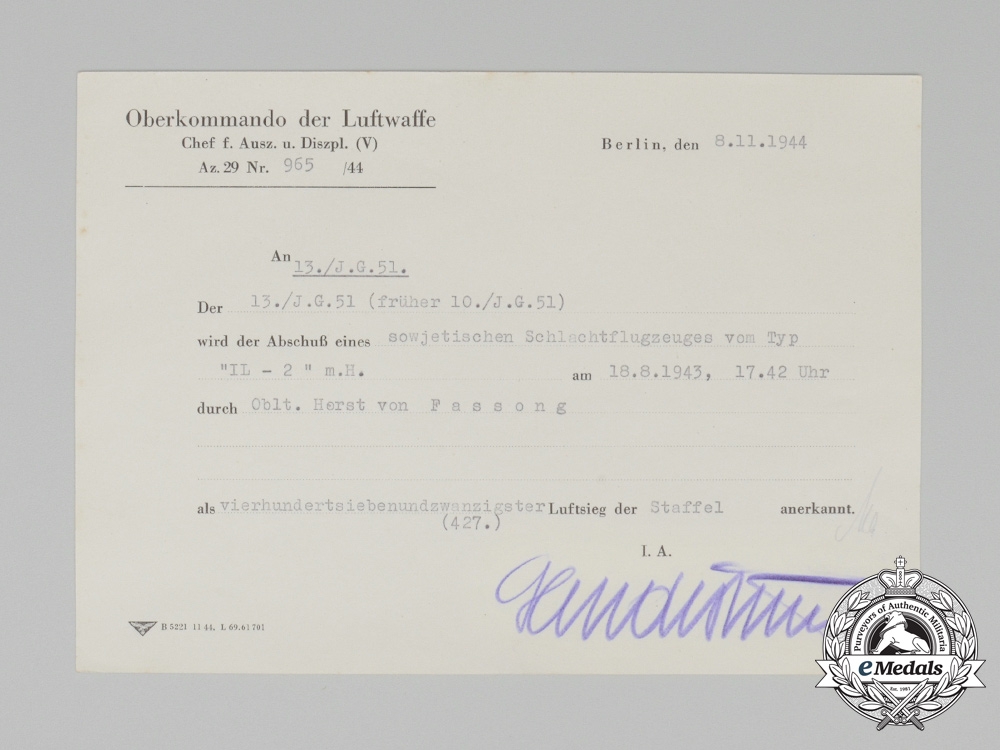 Oberkommando der Luftwaffe
Chef f. Ausz. u. Diszpl. (V)
Az. 29 Nr. 965 /44
Berlin, den 8.11.1944
An 13./J.G.51.
Der 13./J.G.51 (früher 10./J.G.51)
wird der Abschuß eines sowjetischen Schlachtflugzeuges vom Typ
"IL - 2 " m.H. am 18.8.1943, 17.42 Uhr
durch Oblt. Horst von F a s s o n g
als vierhundertsiebenundzwanzigster Luftsieg der Staffel anerkannt.
(427.)
I. A.
B 5221 11 44, L 69.61701
Purveyors of Authentic Militaria
eMedals
Est. 1967